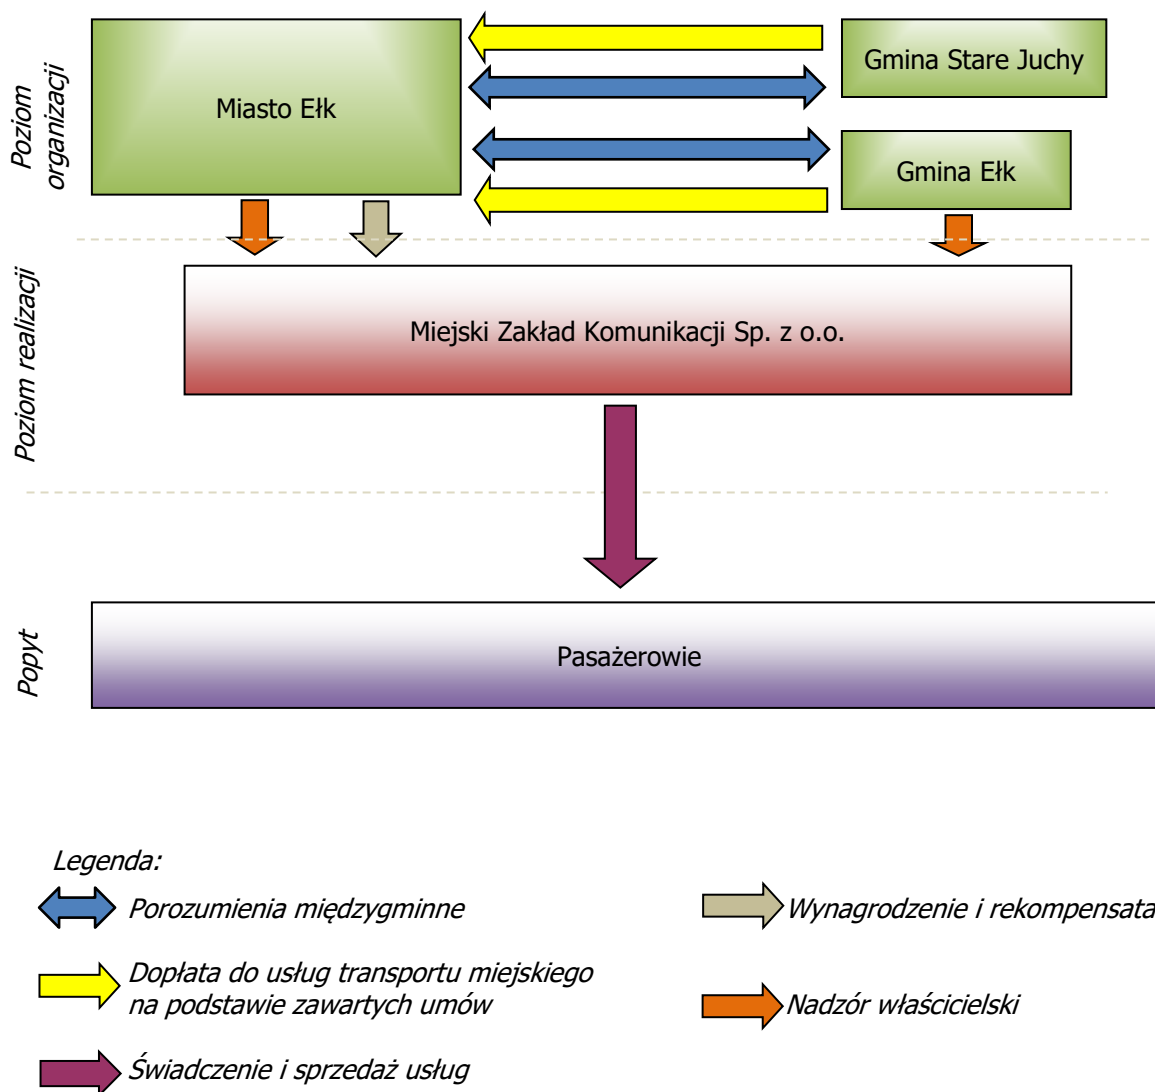 Poziom
organizacji
Miasto Ełk
Gmina Stare Juchy
Gmina Ełk
Poziom realizacji
Miejski Zakład Komunikacji Sp. z o.o.
Popyt
Pasażerowie
Legenda:
Porozumienia międzygminne
Wynagrodzenie i rekompensata
Dopłata do usług transportu miejskiego
na podstawie zawartych umów
Nadzór właścicielski
Świadczenie i sprzedaż usług